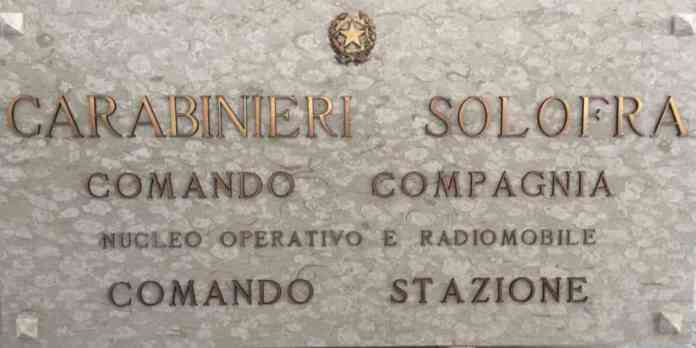 CARABINIERI SOLOFRA
COMANDO COMPAGNIA
NUCLEO OPERATIVO E RADIOMOBILE
COMANDO STAZIONE